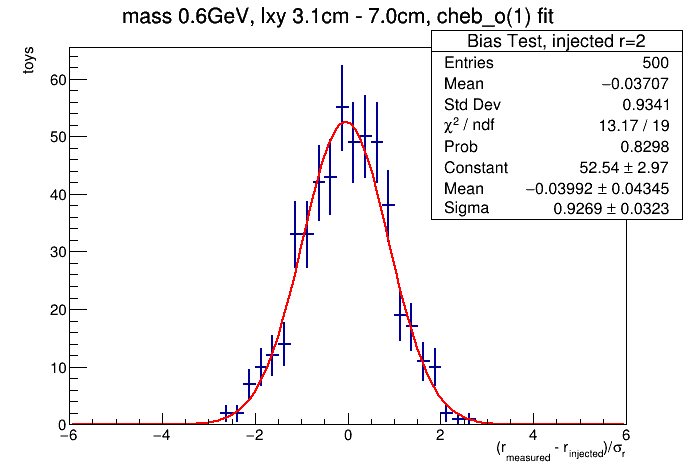 mass 0.6GeV, lxy 3.1cm - 7.0cm, cheb_o(1) fit
toys
Bias Test, injected r=2
Entries 500
Mean −0.03707
Std Dev 0.9341
χ² / ndf 13.17 / 19
Prob 0.8298
Constant 52.54 ± 2.97
Mean −0.03992 ± 0.04345
Sigma 0.9269 ± 0.0323
60
50
40
30
20
10
0
−6 −4 −2 0 2 4 6
(r_measured - r_injected)/σ_r